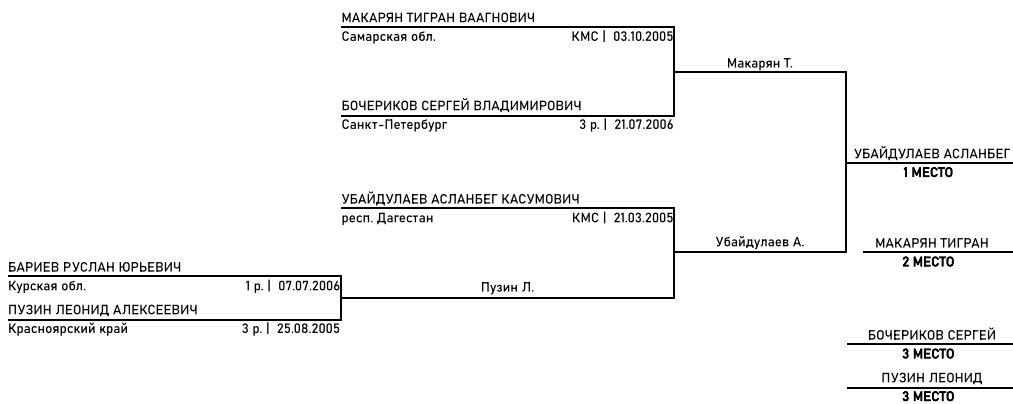 МАКАРЯН ТИГРАН ВААГНОВИЧ
Самарская обл. КМС | 03.10.2005
Макарян Т.
БОЧЕРИКОВ СЕРГЕЙ ВЛАДИМИРОВИЧ
Санкт-Петербург 3 р. | 21.07.2006
УБАЙДУЛАЕВ АСЛАНБЕГ
1 МЕСТО
УБАЙДУЛАЕВ АСЛАНБЕГ КАСУМОВИЧ
респ. Дагестан КМС | 21.03.2005
Убайдулаев А.
МАКАРЯН ТИГРАН
2 МЕСТО
БАРИЕВ РУСЛАН ЮРЬЕВИЧ
Курская обл. 1 р. | 07.07.2006
Пузин Л.
ПУЗИН ЛЕОНИД АЛЕКСЕЕВИЧ
Красноярский край 3 р. | 25.08.2005
БОЧЕРИКОВ СЕРГЕЙ
3 МЕСТО
ПУЗИН ЛЕОНИД
3 МЕСТО